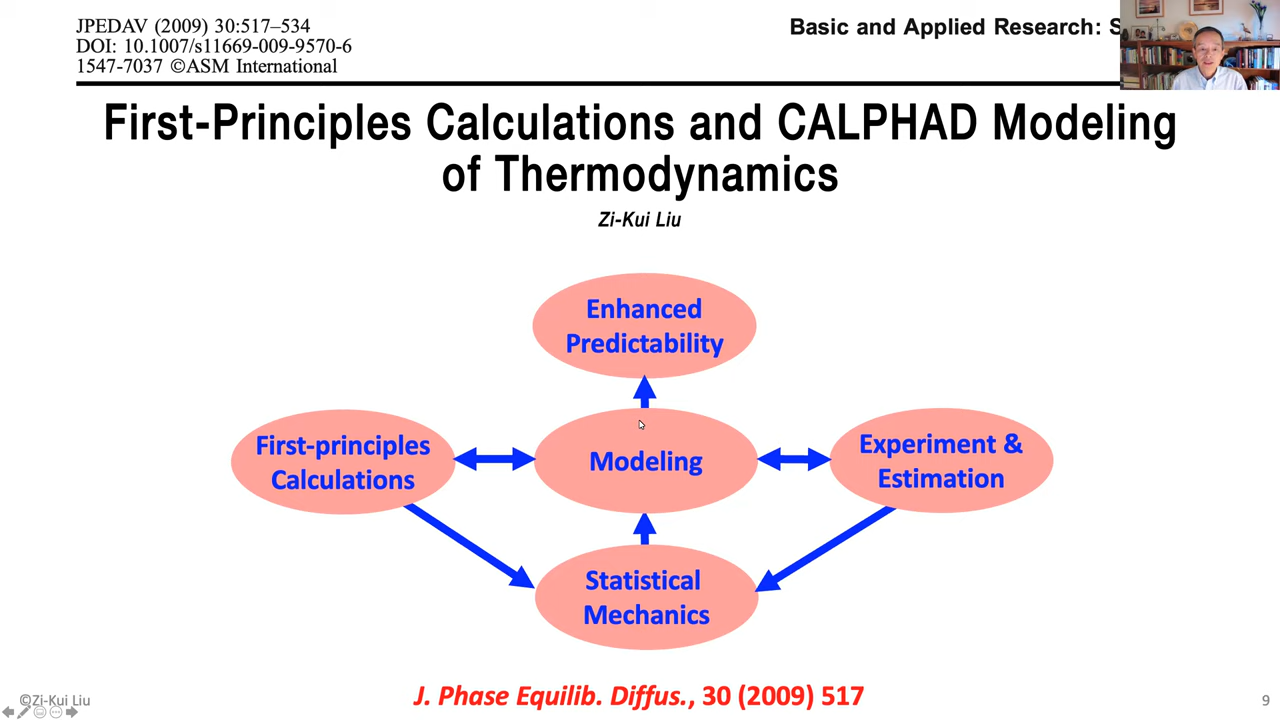 JPEDAV (2009) 30:517–534
DOI: 10.1007/s11669-009-9570-6
1547-7037 ©ASM International
Basic and Applied Research: S
First-Principles Calculations and CALPHAD Modeling
of Thermodynamics
Zi-Kui Liu
Enhanced
Predictability
First-principles
Calculations
Modeling
Experiment &
Estimation
Statistical
Mechanics
J. Phase Equilib. Diffus., 30 (2009) 517
©Zi-Kui Liu
9